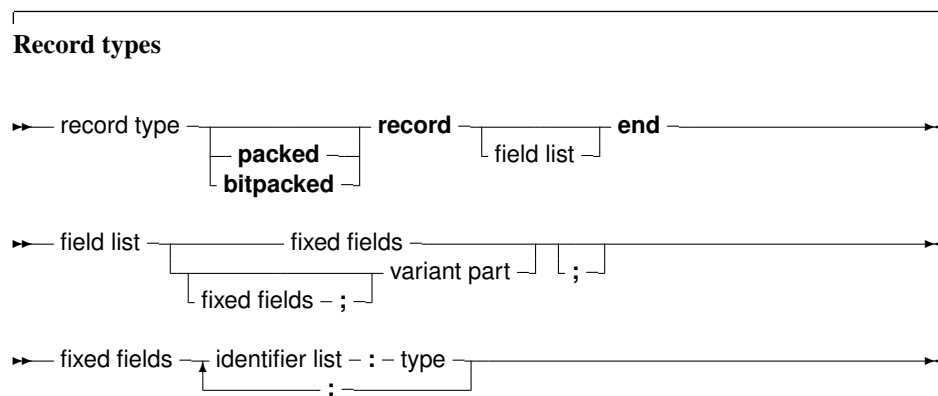 Record types
record type record end
packed field list
bitpacked
field list fixed fields
variant part ;
fixed fields ;
fixed fields identifier list : type
: